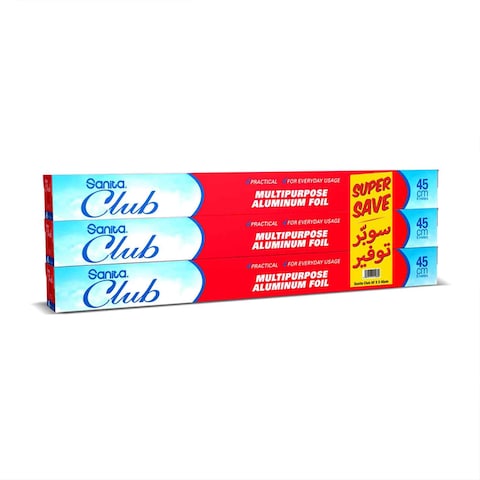 Sanita
Club
PRACTICAL FOR EVERYDAY USAGE
MULTIPURPOSE
ALUMINUM FOIL
45
cm
Sanita
Club
PRACTICAL FOR EVERYDAY USAGE
MULTIPURPOSE
ALUMINUM FOIL
45
cm
Sanita
Club
PRACTICAL FOR EVERYDAY USAGE
MULTIPURPOSE
ALUMINUM FOIL
45
cm
SUPER
SAVE
سوبّر
توفير